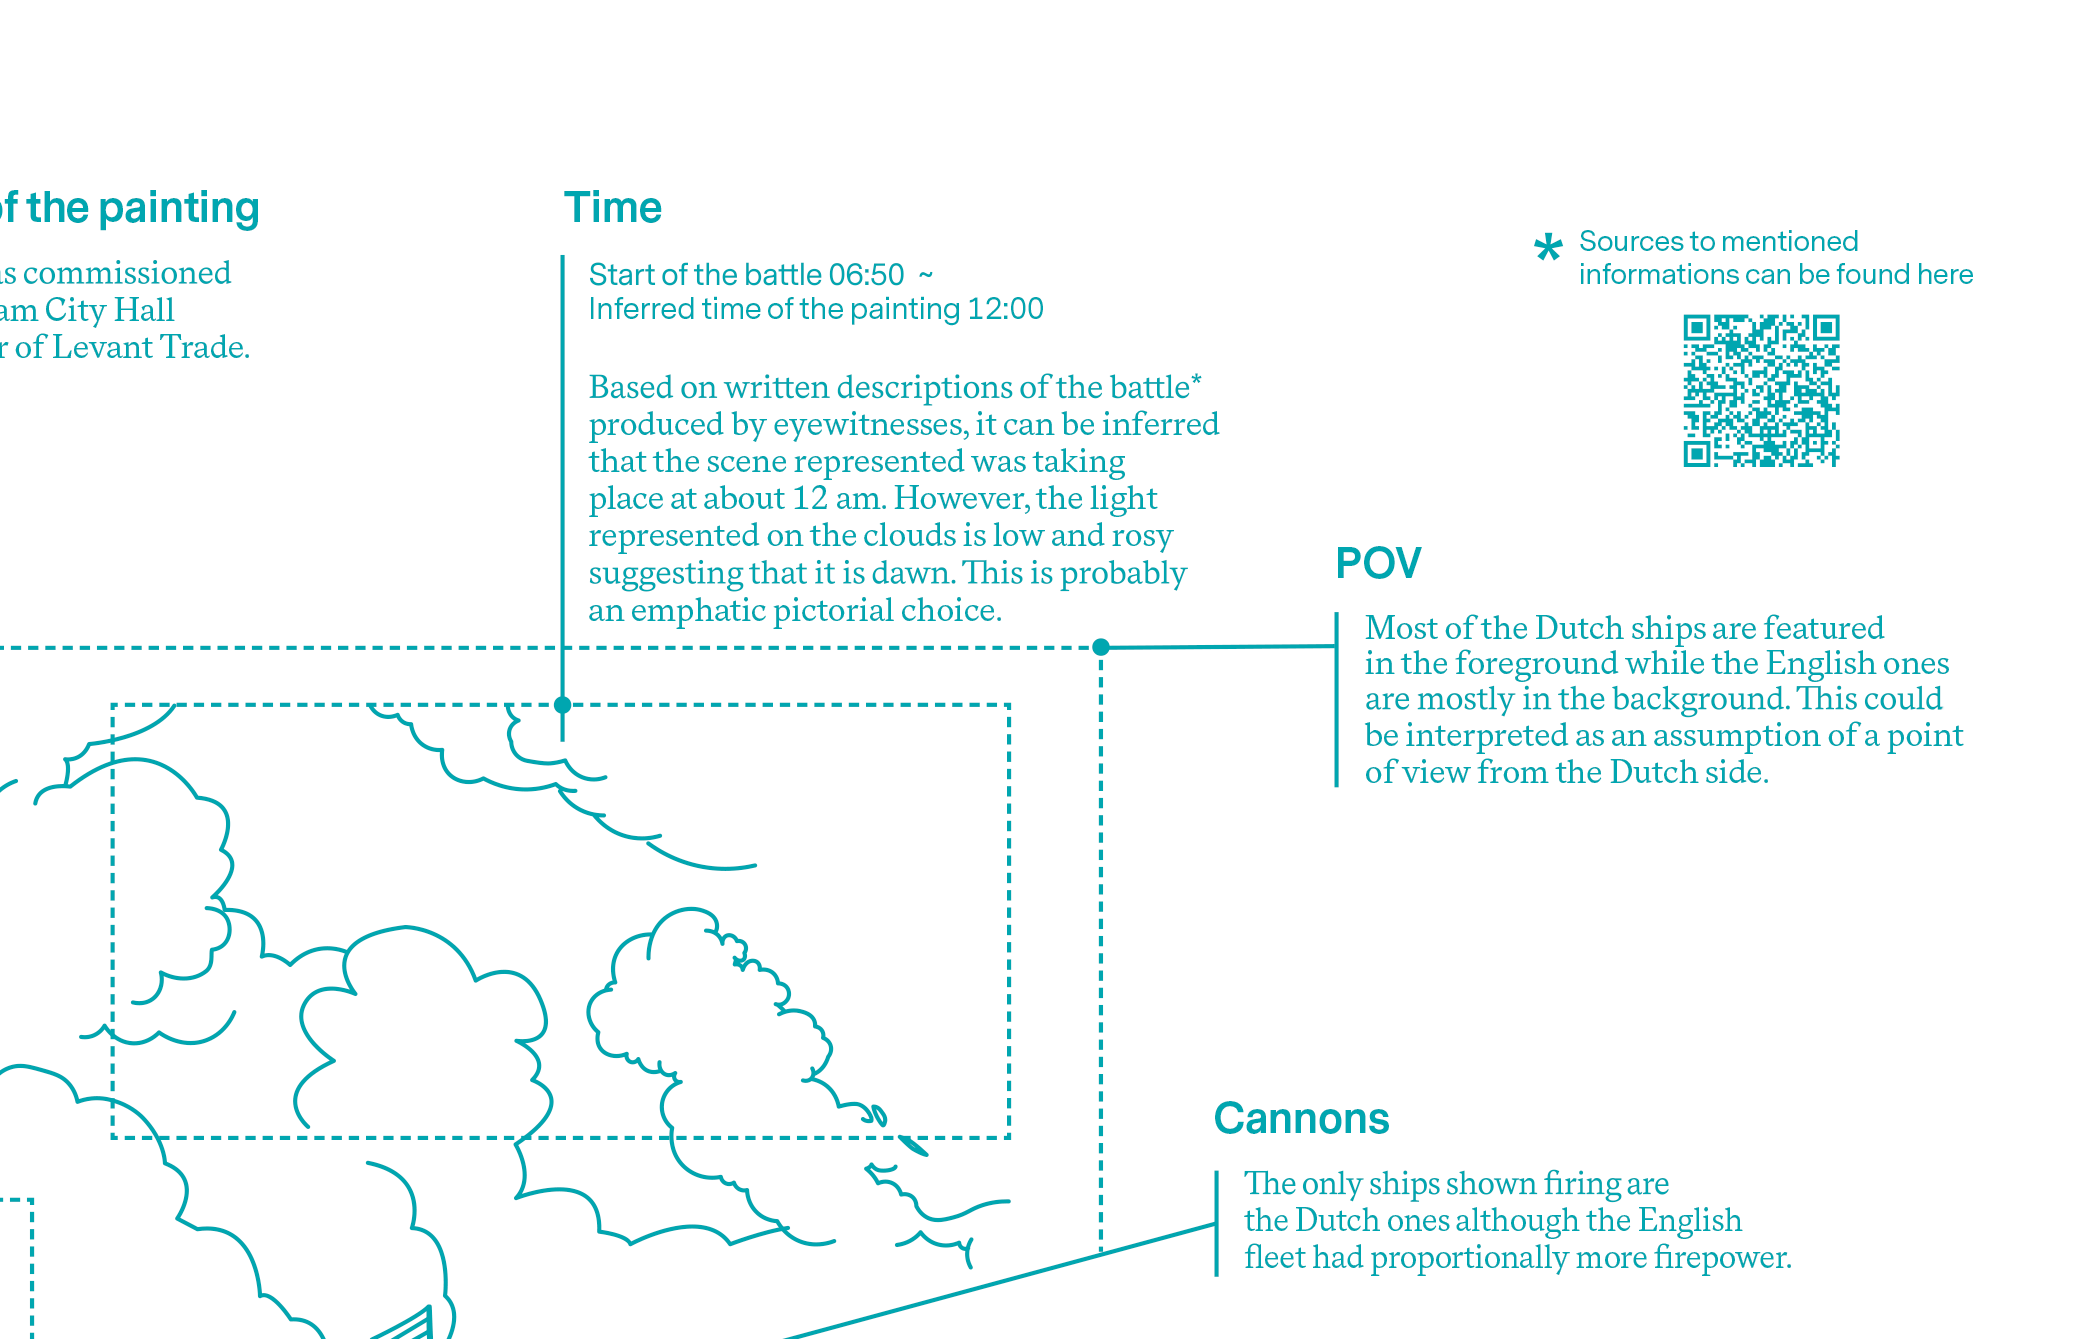 of the painting
as commissioned
am City Hall
r of Levant Trade.
Time
Start of the battle 06:50 ~
Inferred time of the painting 12:00
Based on written descriptions of the battle*
produced by eyewitnesses, it can be inferred
that the scene represented was taking
place at about 12 am. However, the light
represented on the clouds is low and rosy
suggesting that it is dawn. This is probably
an emphatic pictorial choice.
* Sources to mentioned
informations can be found here
POV
Most of the Dutch ships are featured
in the foreground while the English ones
are mostly in the background. This could
be interpreted as an assumption of a point
of view from the Dutch side.
Cannons
The only ships shown firing are
the Dutch ones although the English
fleet had proportionally more firepower.